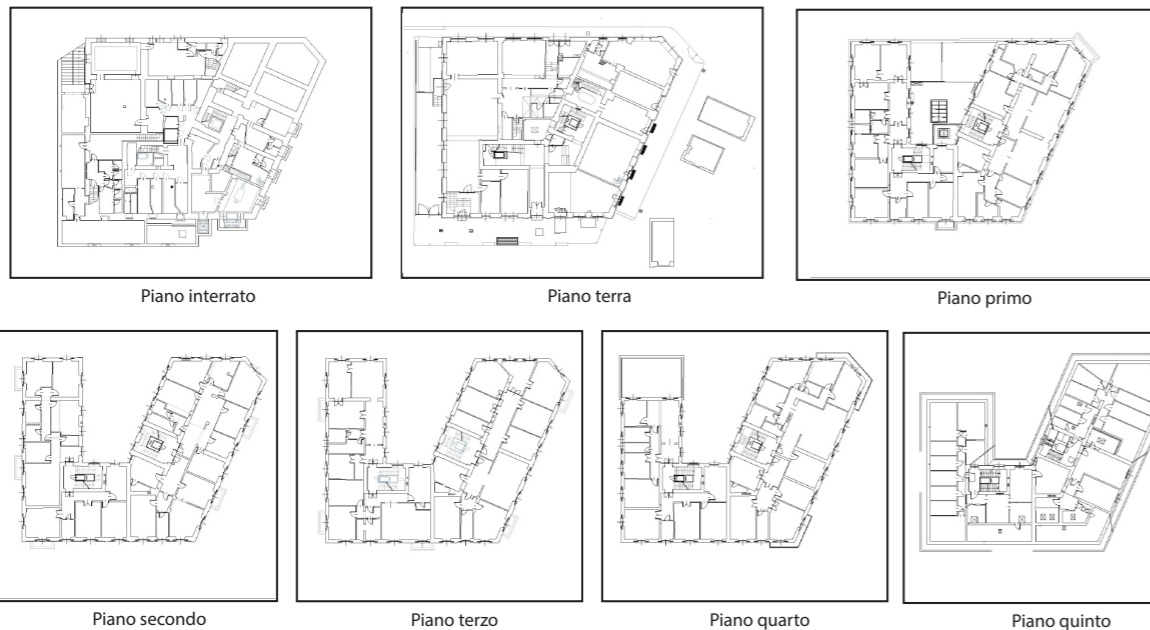 Piano interrato
Piano terra
Piano primo
Piano secondo
Piano terzo
Piano quarto
Piano quinto